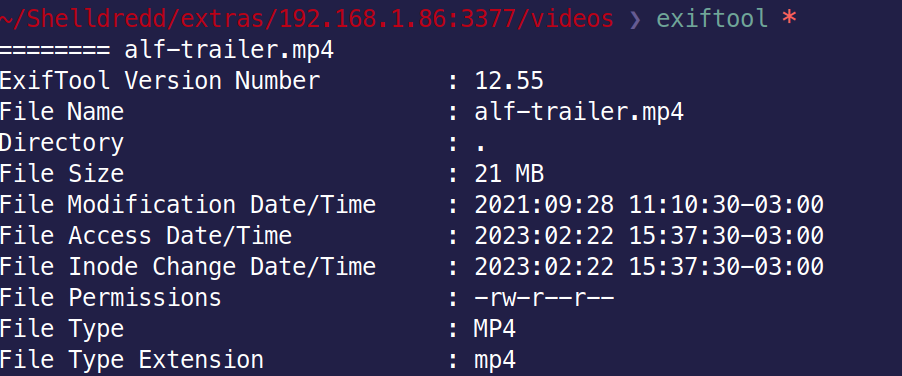 ~/Shelldredd/extras/192.168.1.86:3377/videos ❯ exiftool *
======== alf-trailer.mp4
ExifTool Version Number         : 12.55
File Name                       : alf-trailer.mp4
Directory                       : .
File Size                       : 21 MB
File Modification Date/Time     : 2021:09:28 11:10:30-03:00
File Access Date/Time           : 2023:02:22 15:37:30-03:00
File Inode Change Date/Time     : 2023:02:22 15:37:30-03:00
File Permissions                : -rw-r--r--
File Type                       : MP4
File Type Extension             : mp4